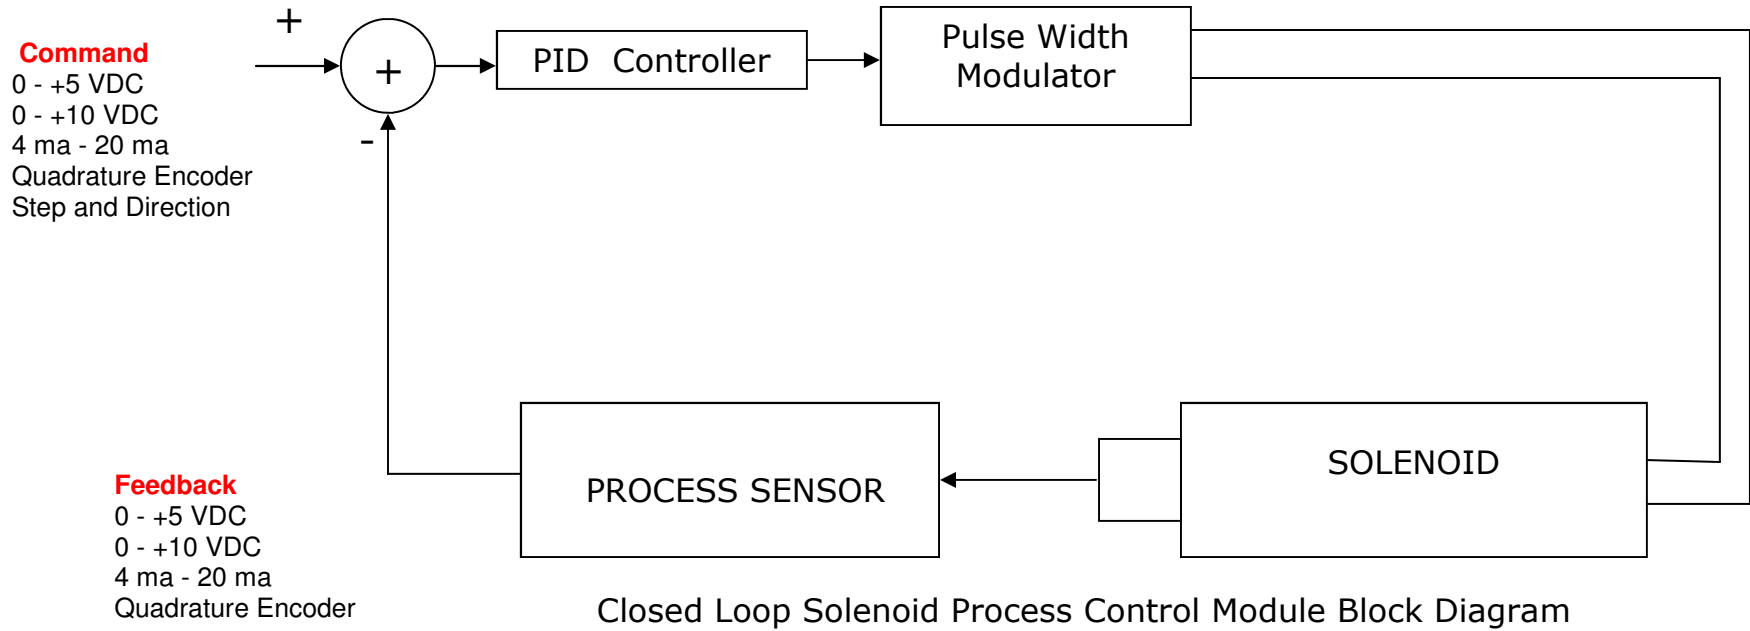 +
Command
0 - +5 VDC
0 - +10 VDC
4 ma - 20 ma
Quadrature Encoder
Step and Direction
+
-
PID Controller
Pulse Width
Modulator
SOLENOID
PROCESS SENSOR
Feedback
0 - +5 VDC
0 - +10 VDC
4 ma - 20 ma
Quadrature Encoder
Closed Loop Solenoid Process Control Module Block Diagram